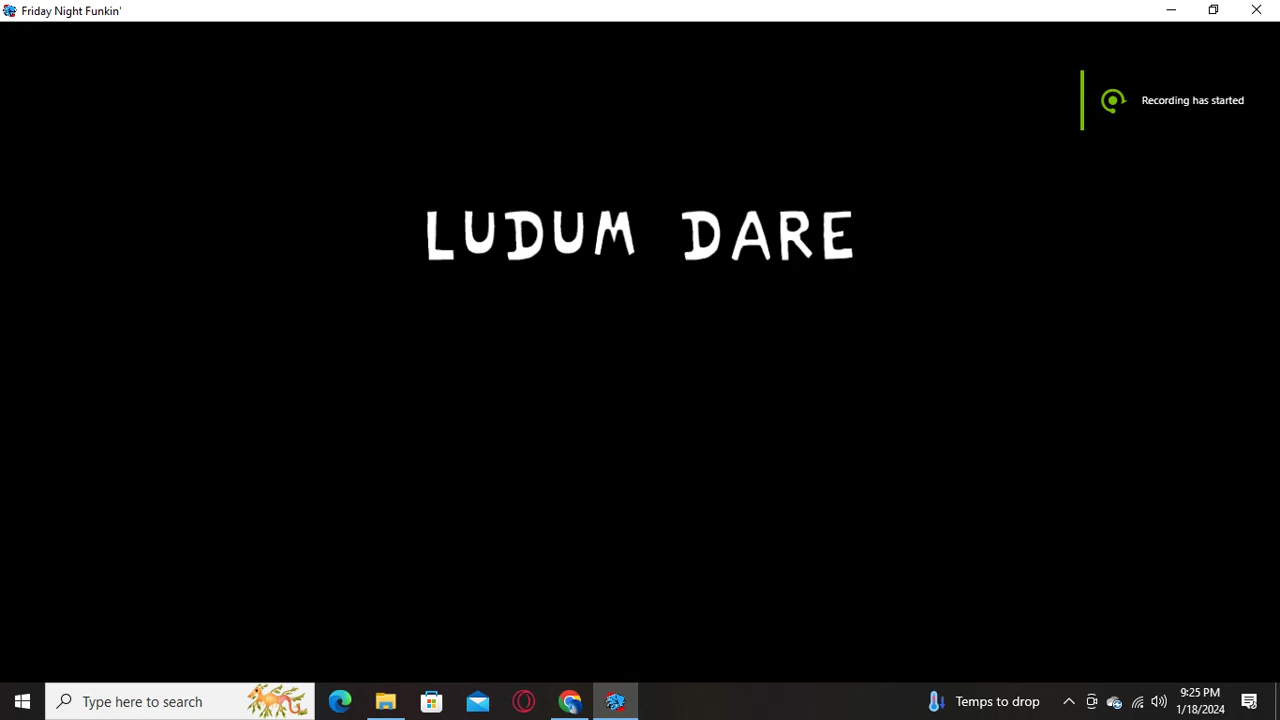 Friday Night Funkin'
Recording has started
LUDUM DARE
Type here to search
Temps to drop
9:25 PM
1/18/2024